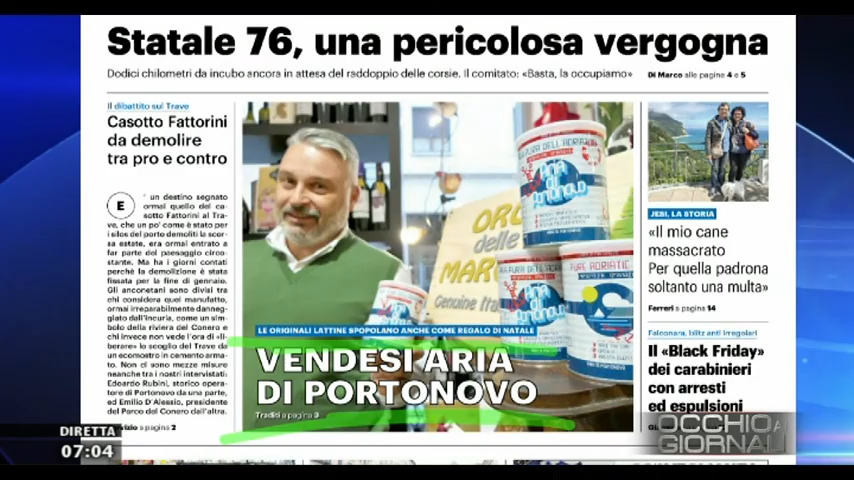 Statale 76, una pericolosa vergogna
Dodici chilometri da incubo ancora in attesa del raddoppio delle corsie. Il comitato: «Basta, la occupiamo»
Di Marco alle pagine 4 e 5
Il dibattito sul Trave
Casotto Fattorini
da demolire
tra pro e contro
E' un destino segnato
ormai quello del ca-
sotto Fattorini al Tra-
ve, che un po' come è stato per
i silos del porto demoliti la scor-
sa estate, era ormai entrato a
far parte del paesaggio circo-
stante. Ma ha i giorni contati
perché la demolizione è stata
fissata per la fine di gennaio.
Gli anconetani sono divisi tra
chi considera quel manufatto,
ormai irreparabilmente danneg-
giato dall'incuria, come un sim-
bolo della riviera del Conero e
chi invece non vede l'ora di «li-
berare» lo scoglio del Trave da
un ecomostro in cemento arma-
to. Non ci sono mezze misure
neanche tra i nostri intervistati:
Edoardo Rubini, storico opera-
tore di Portonovo da una parte,
ed Emilio D'Alessio, presidente
del Parco del Conero dall'altra.
a pagina 2
ORO
delle
MAR
Genuine Ita
LE ORIGINALI LATTINE SPOPOLANO ANCHE COME REGALO DI NATALE
VENDESI ARIA
DI PORTONOVO
Traditi a pagina 3
JESI, LA STORIA
«Il mio cane
massacrato
Per quella padrona
soltanto una multa»
Ferreri a pagina 14
Falconara, blitz anti irregolari
Il «Black Friday»
dei carabinieri
con arresti
ed espulsioni
OCCHIO AI
GIORNALI
DIRETTA
07:04